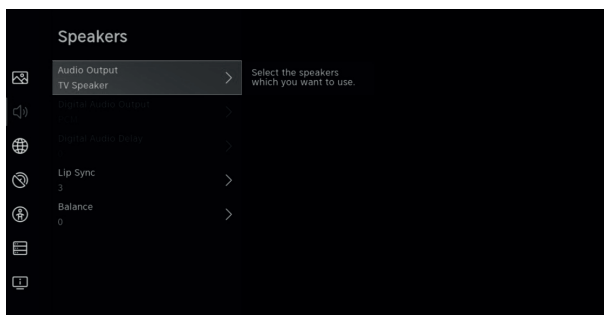 Speakers
Audio Output
TV Speaker
Select the speakers
which you want to use.
Digital Audio Output
Digital Audio Delay
Lip Sync
3
Balance
0